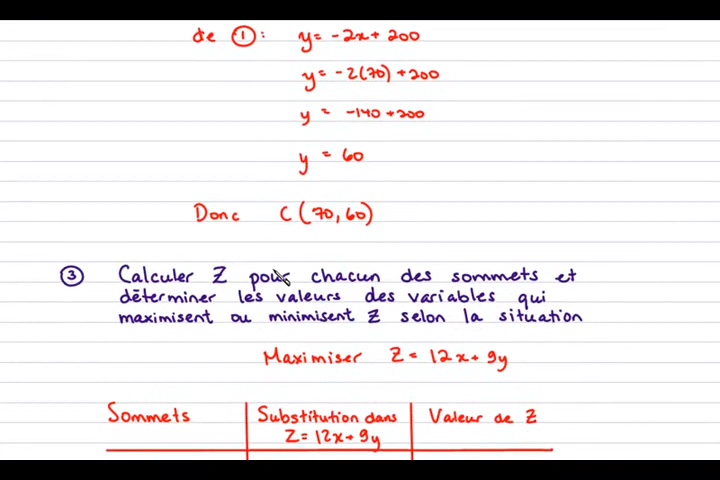 de ①: y = -2x + 200
y = -2(70) + 200
y = -140 + 200
y = 60
Donc C(70, 60)
③ Calculer Z pour chacun des sommets et
déterminer les valeurs des variables qui
maximisent ou minimisent Z selon la situation
Maximiser Z = 12x + 9y
Sommets Substitution dans Valeur de Z
Z = 12x + 9y